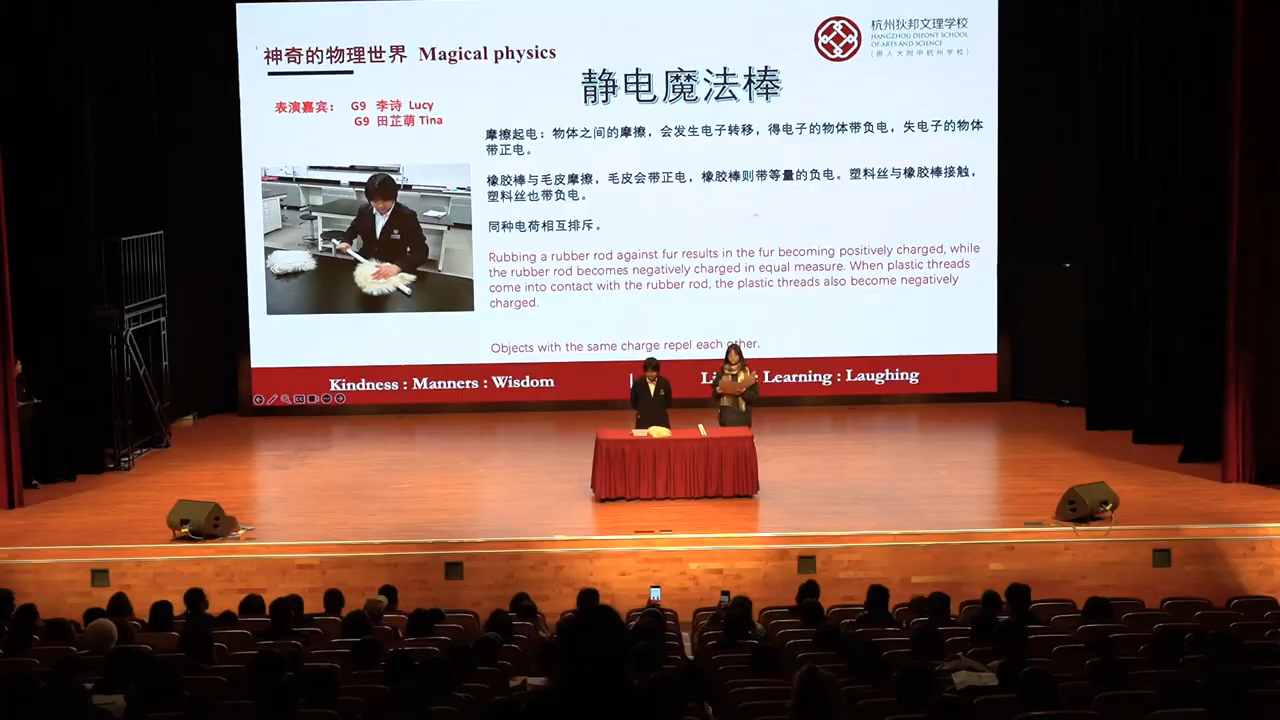 神奇的物理世界 Magical physics
杭州狄邦文理学校
HANGZHOU DIPONT SCHOOL
OF ARTS AND SCIENCE
静电魔法棒
表演嘉宾： G9 李诗 Lucy
G9 田芷萌 Tina
摩擦起电：物体之间的摩擦，会发生电子转移，得电子的物体带负电，失电子的物体
带正电。
橡胶棒与毛皮摩擦，毛皮会带正电，橡胶棒则带等量的负电。塑料丝与橡胶棒接触，
塑料丝也带负电。
同种电荷相互排斥。
Rubbing a rubber rod against fur results in the fur becoming positively charged, while
the rubber rod becomes negatively charged in equal measure. When plastic threads
come into contact with the rubber rod, the plastic threads also become negatively
charged.
Objects with the same charge repel each other.
Kindness : Manners : Wisdom
: Learning : Laughing